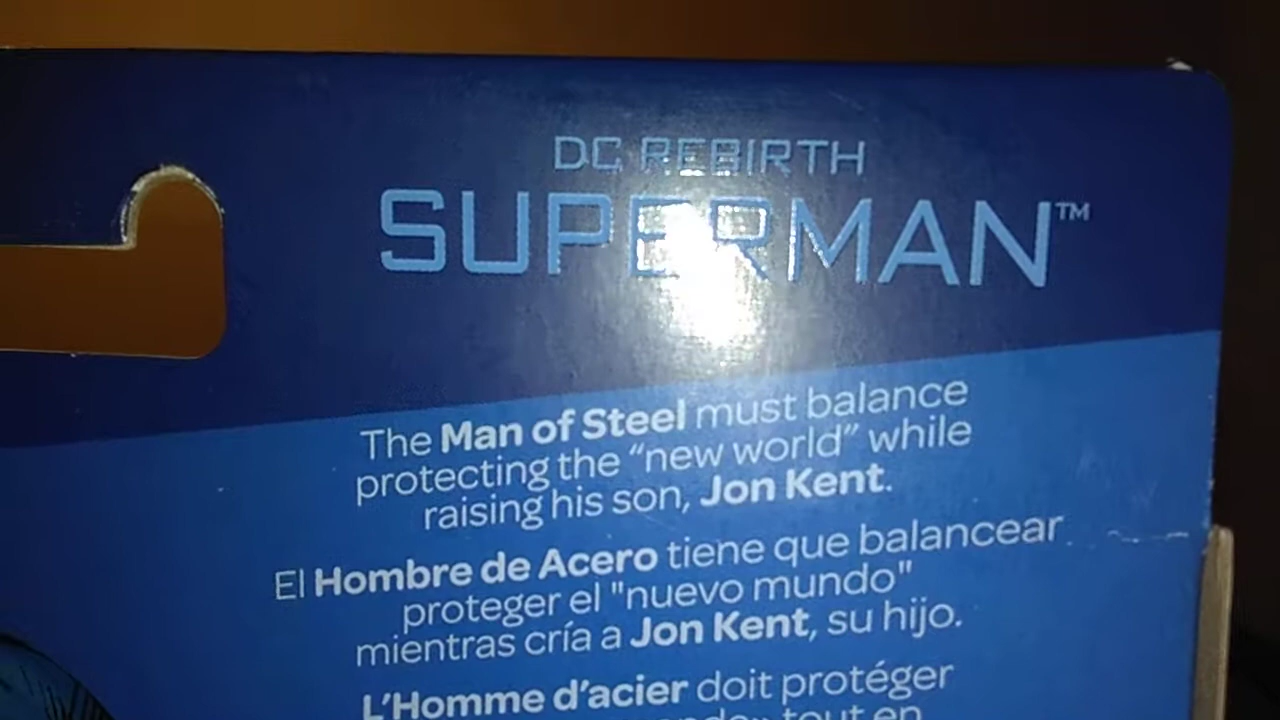 DC REBIRTH
SUPERMAN™
The Man of Steel must balance
protecting the “new world” while
raising his son, Jon Kent.
El Hombre de Acero tiene que balancear
proteger el "nuevo mundo"
mientras cría a Jon Kent, su hijo.
L'Homme d'acier doit protéger
tout en